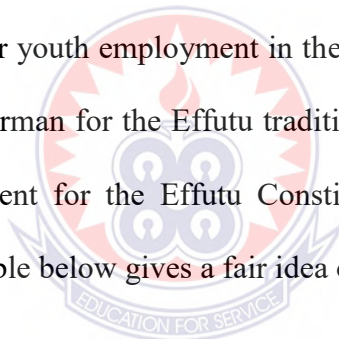 r youth employment in the
rman for the Effutu traditi
ent for the Effutu Consti
ble below gives a fair idea
EDUCATION FOR SERVICE